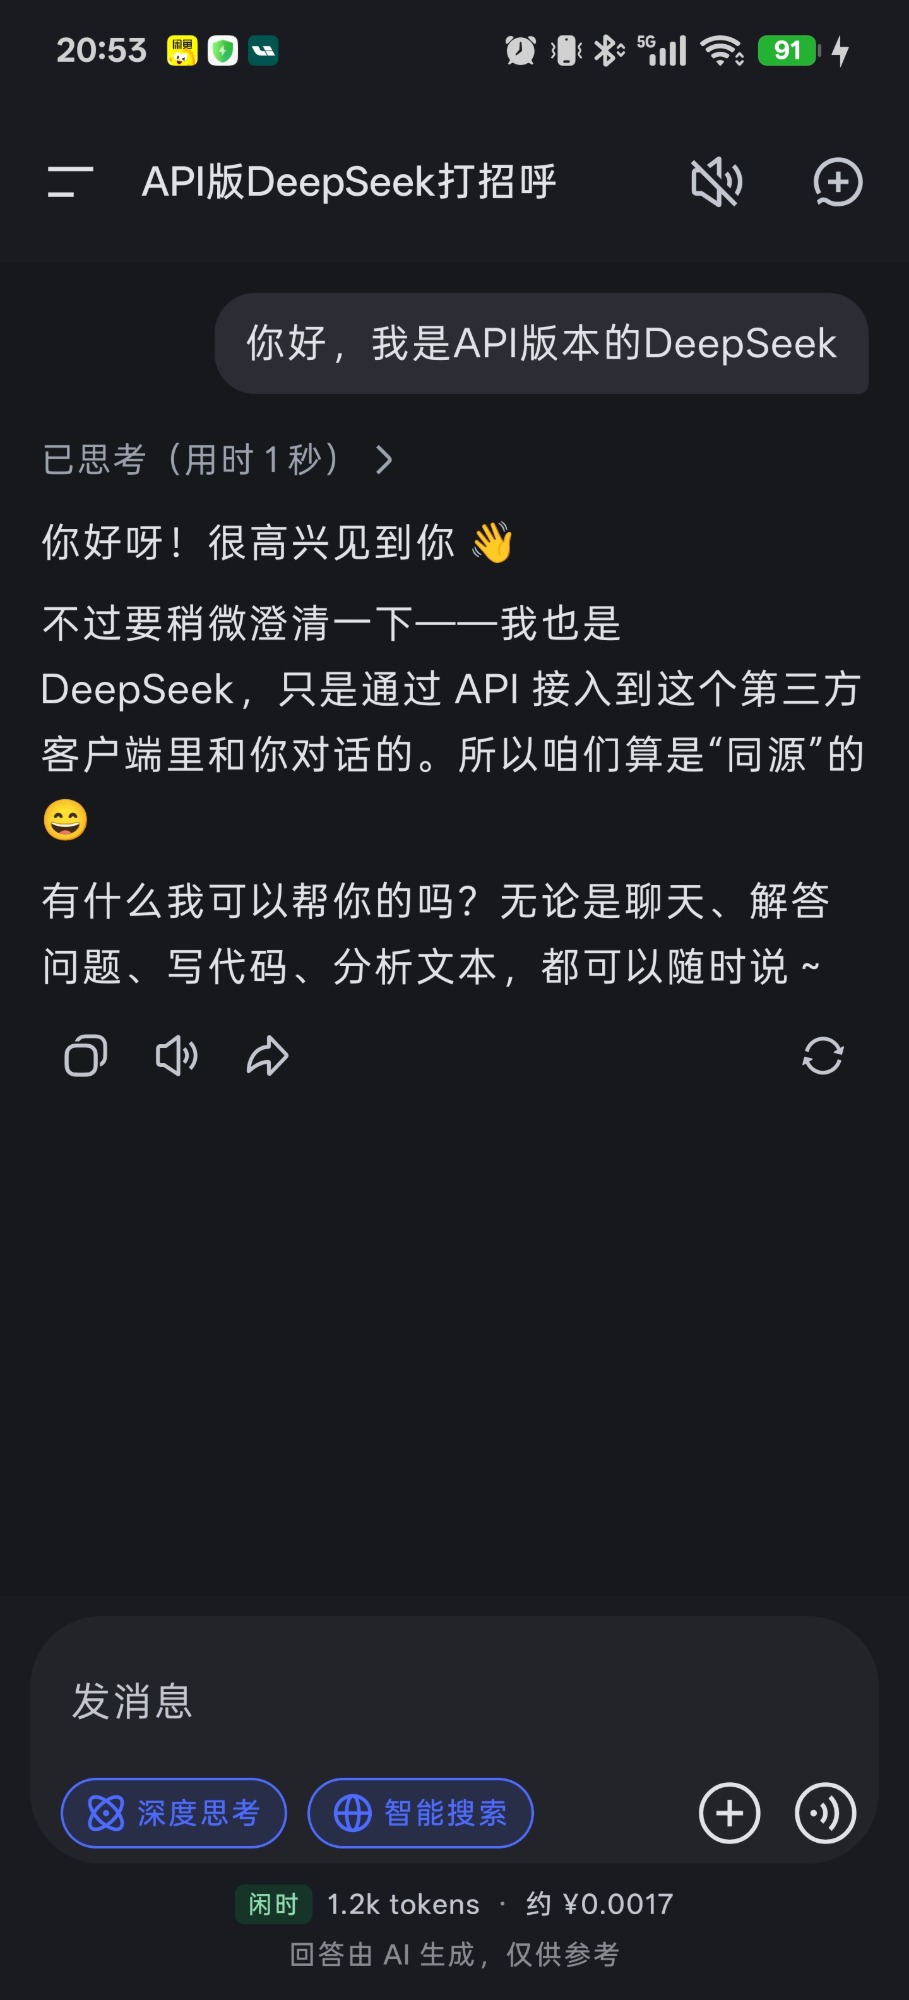 20:53
闲鱼
5G
91
API版DeepSeek打招呼
你好，我是API版本的DeepSeek
已思考（用时 1 秒）
你好呀！很高兴见到你 👋
不过要稍微澄清一下——我也是
DeepSeek，只是通过 API 接入到这个第三方
客户端里和你对话的。所以咱们算是“同源”的
😄
有什么我可以帮你的吗？无论是聊天、解答
问题、写代码、分析文本，都可以随时说 ~
发消息
深度思考
智能搜索
闲时 1.2k tokens · 约 ¥0.0017
回答由 AI 生成，仅供参考